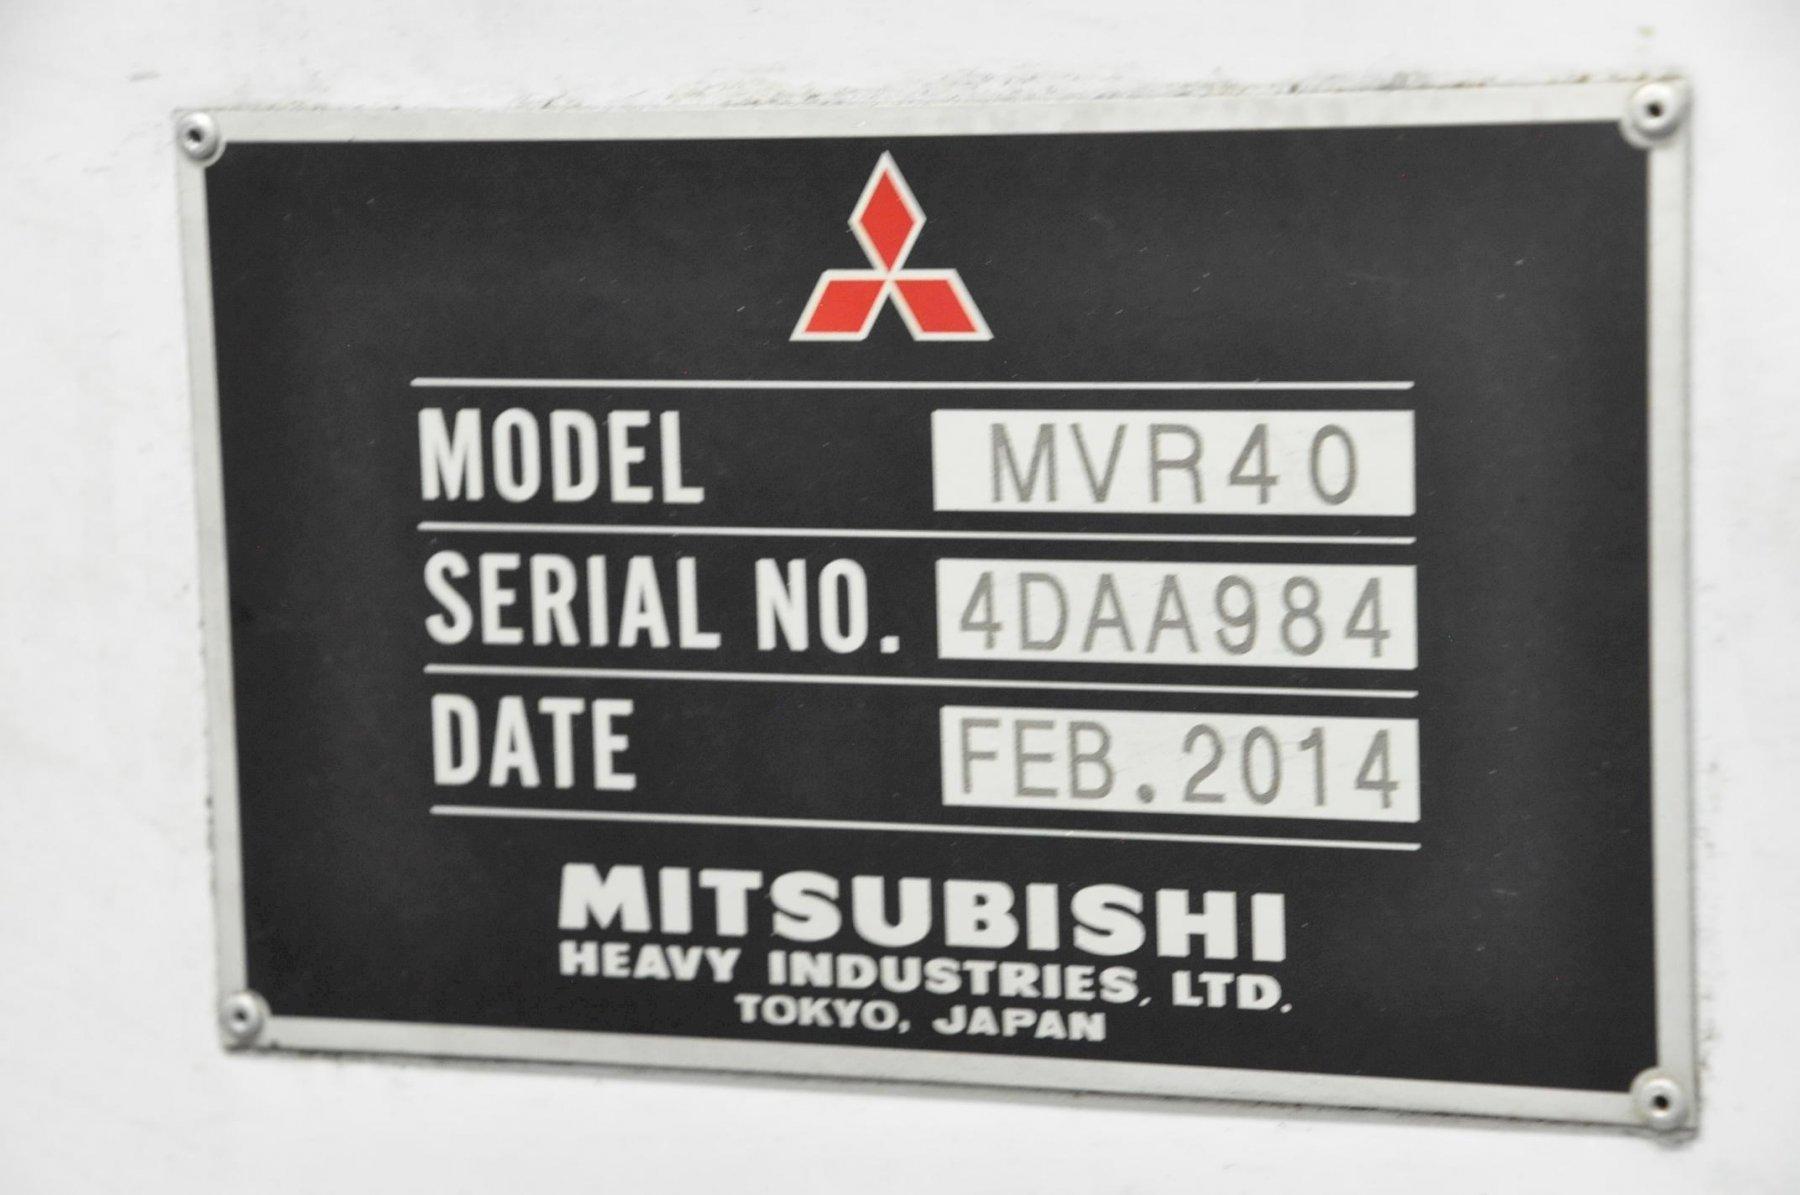 MODEL MVR40
SERIAL NO. 4DAA984
DATE FEB.2014
MITSUBISHI
HEAVY INDUSTRIES, LTD.
TOKYO, JAPAN